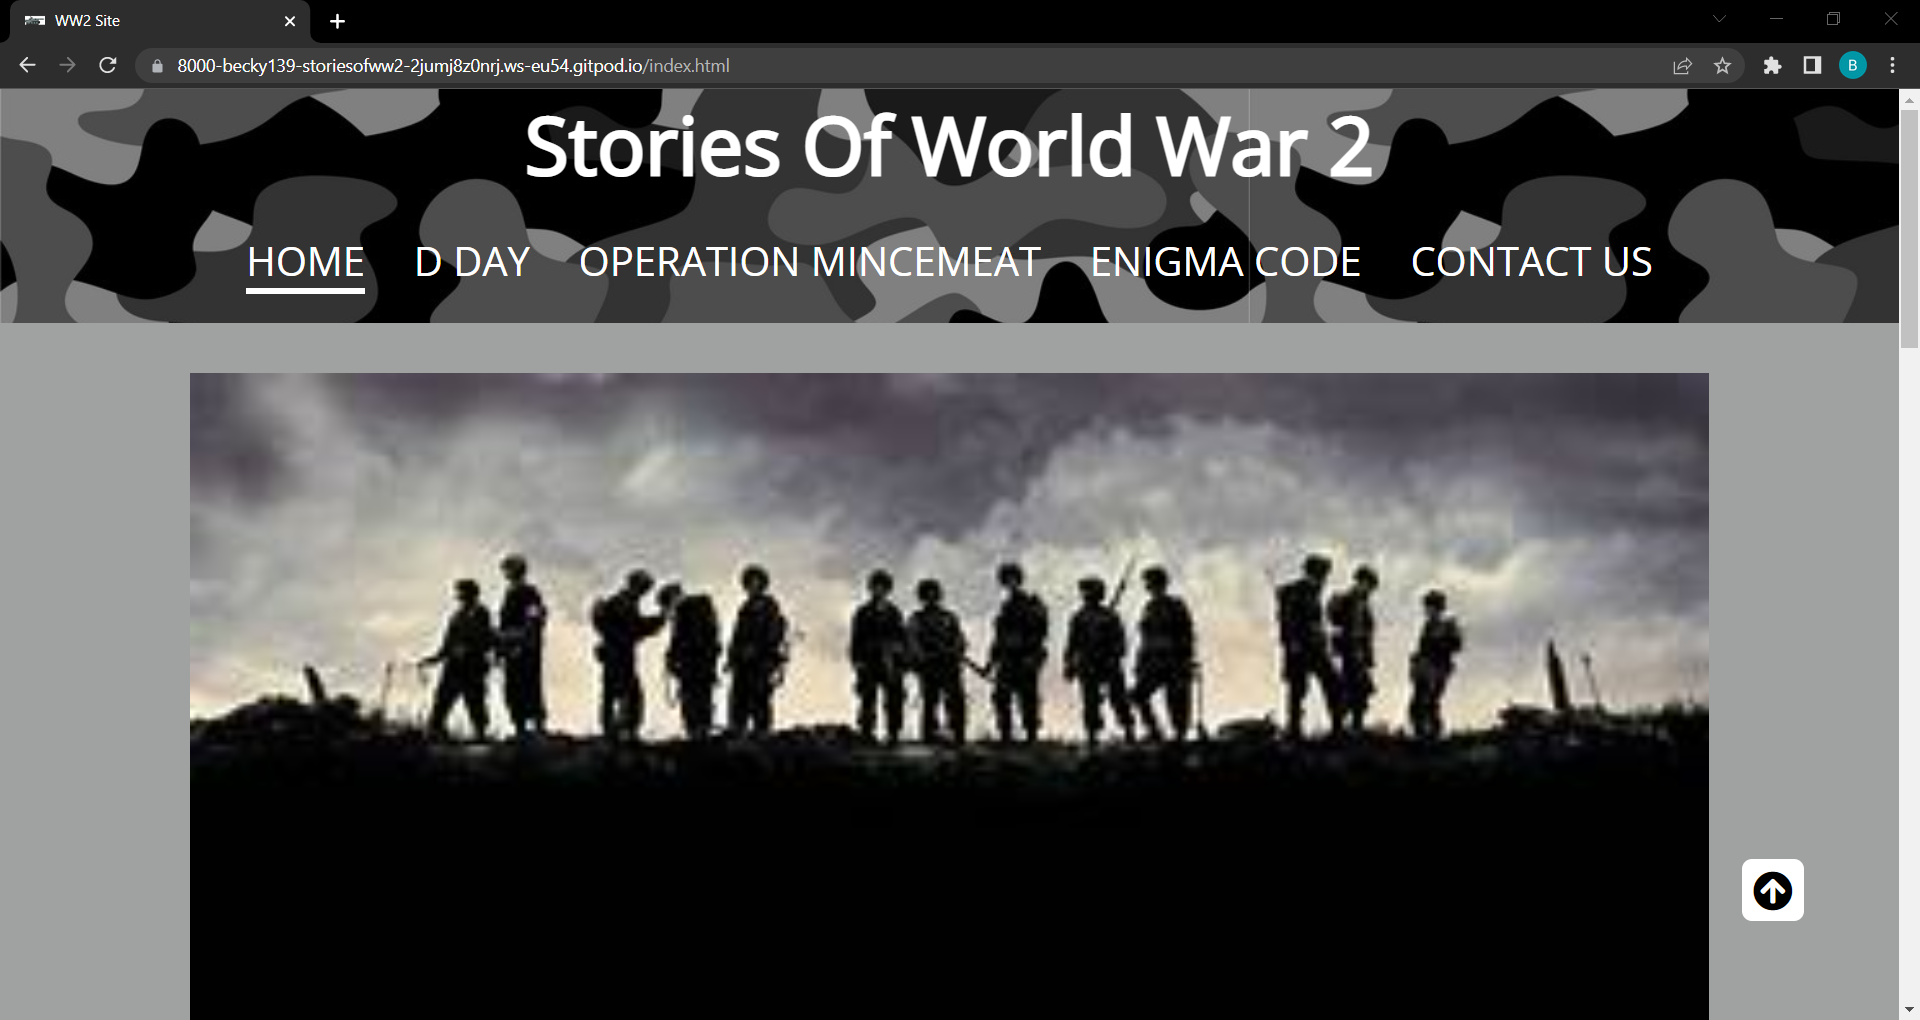 WW2 Site
8000-becky139-storiesofww2-2jumj8z0nrj.ws-eu54.gitpod.io/index.html
B
Stories Of World War 2
HOME D DAY OPERATION MINCEMEAT ENIGMA CODE CONTACT US